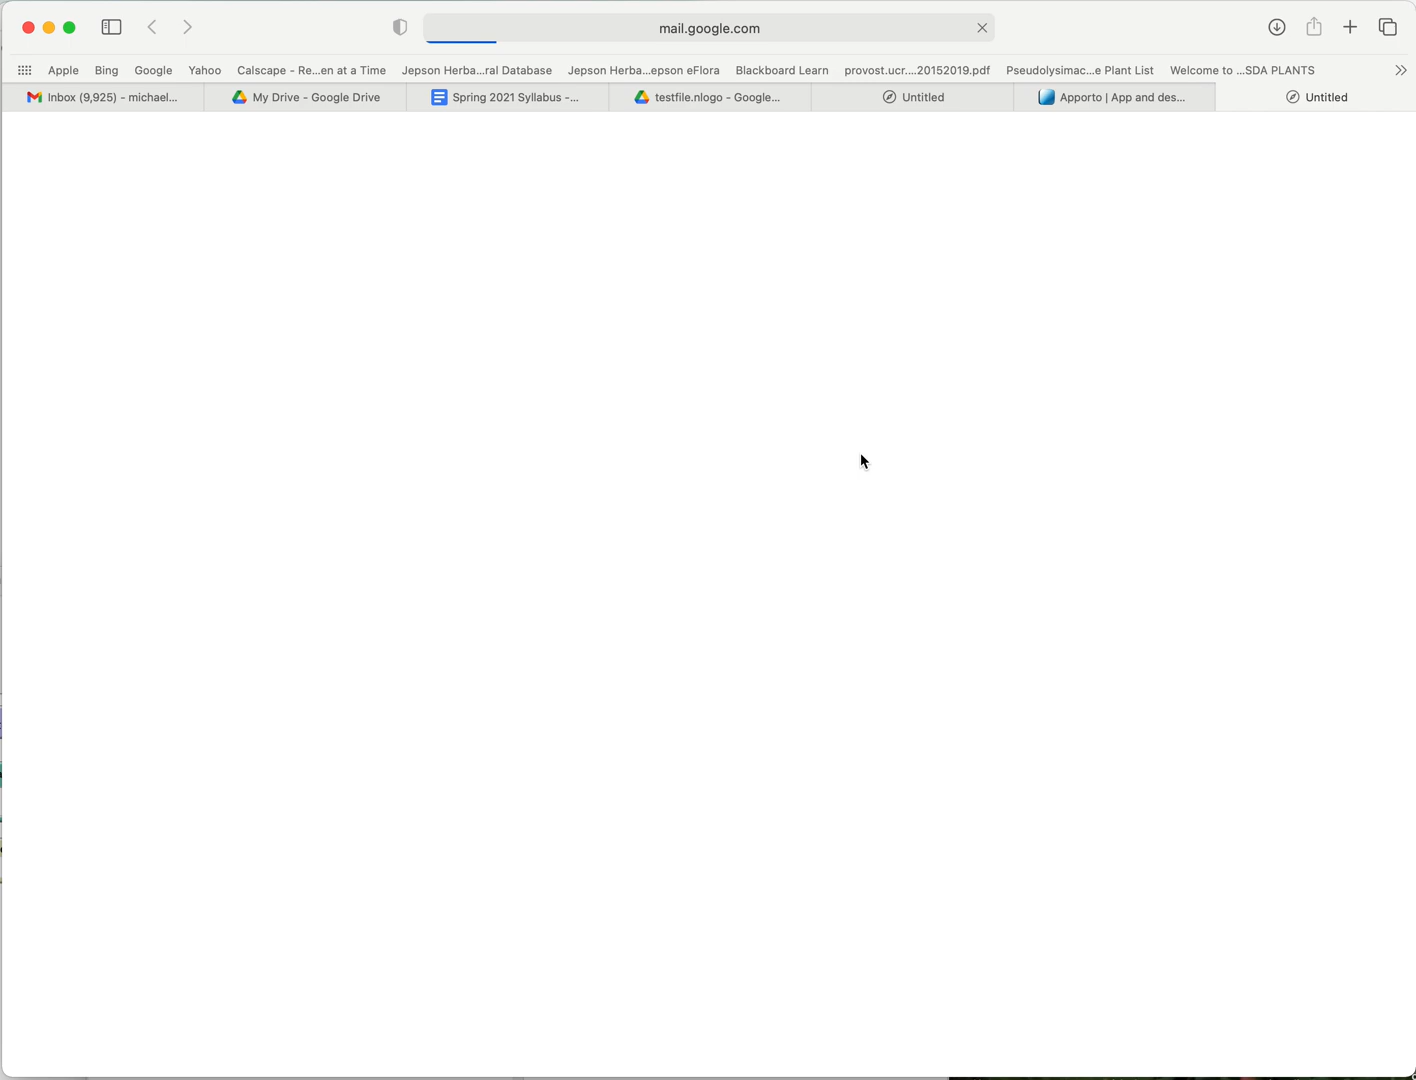 mail.google.com
Apple Bing Google Yahoo Calscape - Re...en at a Time Jepson Herba...ral Database Jepson Herba...epson eFlora Blackboard Learn provost.ucr....20152019.pdf Pseudolysimac...e Plant List Welcome to ...SDA PLANTS
Inbox (9,925) - michael... My Drive - Google Drive Spring 2021 Syllabus -... testfile.nlogo - Google... Untitled Apporto | App and des... Untitled